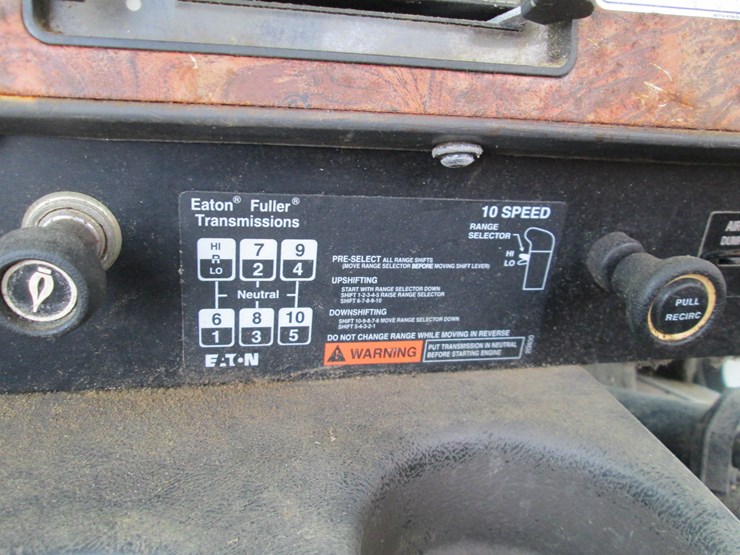 Eaton® Fuller®
Transmissions
10 SPEED
RANGE
SELECTOR
HI
LO
HI
R
LO
7
2
9
4
Neutral
6
1
8
3
10
5
EATON
PRE-SELECT ALL RANGE SHIFTS
(MOVE RANGE SELECTOR BEFORE MOVING SHIFT LEVER)
UPSHIFTING
START WITH RANGE SELECTOR DOWN
SHIFT 1-2-3-4-5 RAISE RANGE SELECTOR
SHIFT 6-7-8-9-10
DOWNSHIFTING
SHIFT 10-9-8-7-6 MOVE RANGE SELECTOR DOWN
SHIFT 5-4-3-2-1
DO NOT CHANGE RANGE WHILE MOVING IN REVERSE
WARNING
PUT TRANSMISSION IN NEUTRAL
BEFORE STARTING ENGINE
PULL
RECIRC